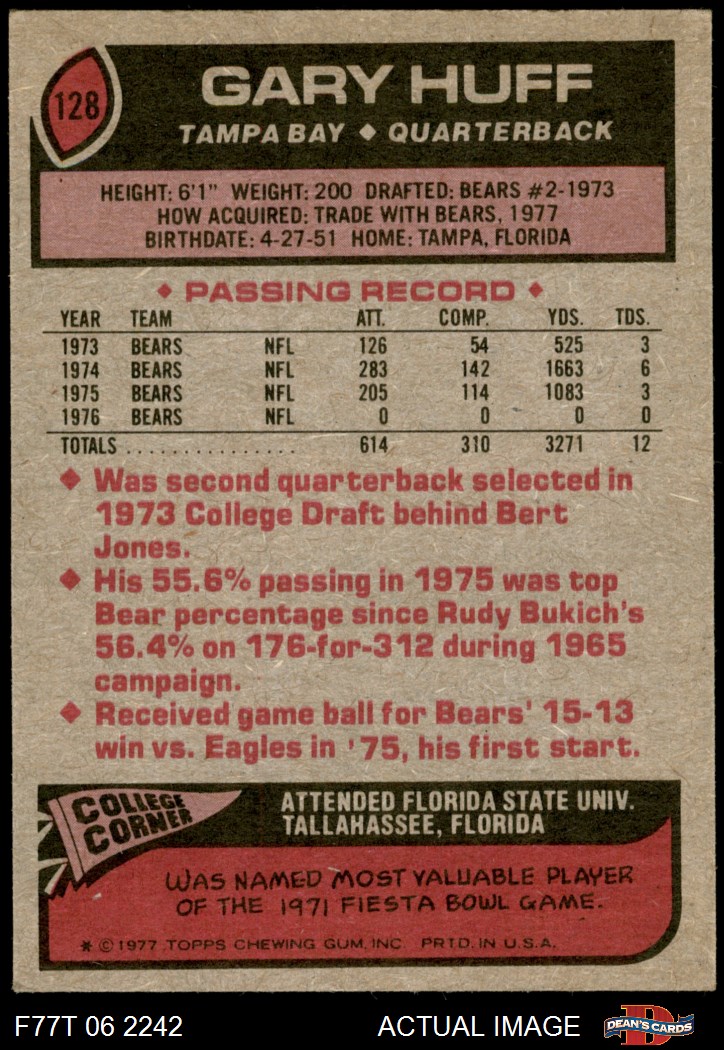 128
GARY HUFF
TAMPA BAY ◆ QUARTERBACK
HEIGHT: 6'1" WEIGHT: 200 DRAFTED: BEARS #2-1973
HOW ACQUIRED: TRADE WITH BEARS, 1977
BIRTHDATE: 4-27-51 HOME: TAMPA, FLORIDA
◆ PASSING RECORD ◆
YEAR TEAM ATT. COMP. YDS. TDS.
1973 BEARS NFL 126 54 525 3
1974 BEARS NFL 283 142 1663 6
1975 BEARS NFL 205 114 1083 3
1976 BEARS NFL 0 0 0 0
TOTALS ................ 614 310 3271 12
◆ Was second quarterback selected in
1973 College Draft behind Bert
Jones.
◆ His 55.6% passing in 1975 was top
Bear percentage since Rudy Bukich's
56.4% on 176-for-312 during 1965
campaign.
◆ Received game ball for Bears' 15-13
win vs. Eagles in '75, his first start.
COLLEGE
CORNER
ATTENDED FLORIDA STATE UNIV.
TALLAHASSEE, FLORIDA
WAS NAMED MOST VALUABLE PLAYER
OF THE 1971 FIESTA BOWL GAME.
* © 1977 TOPPS CHEWING GUM, INC. PRTD. IN U.S.A.
F77T 06 2242 ACTUAL IMAGE
D
DEAN'S CARDS